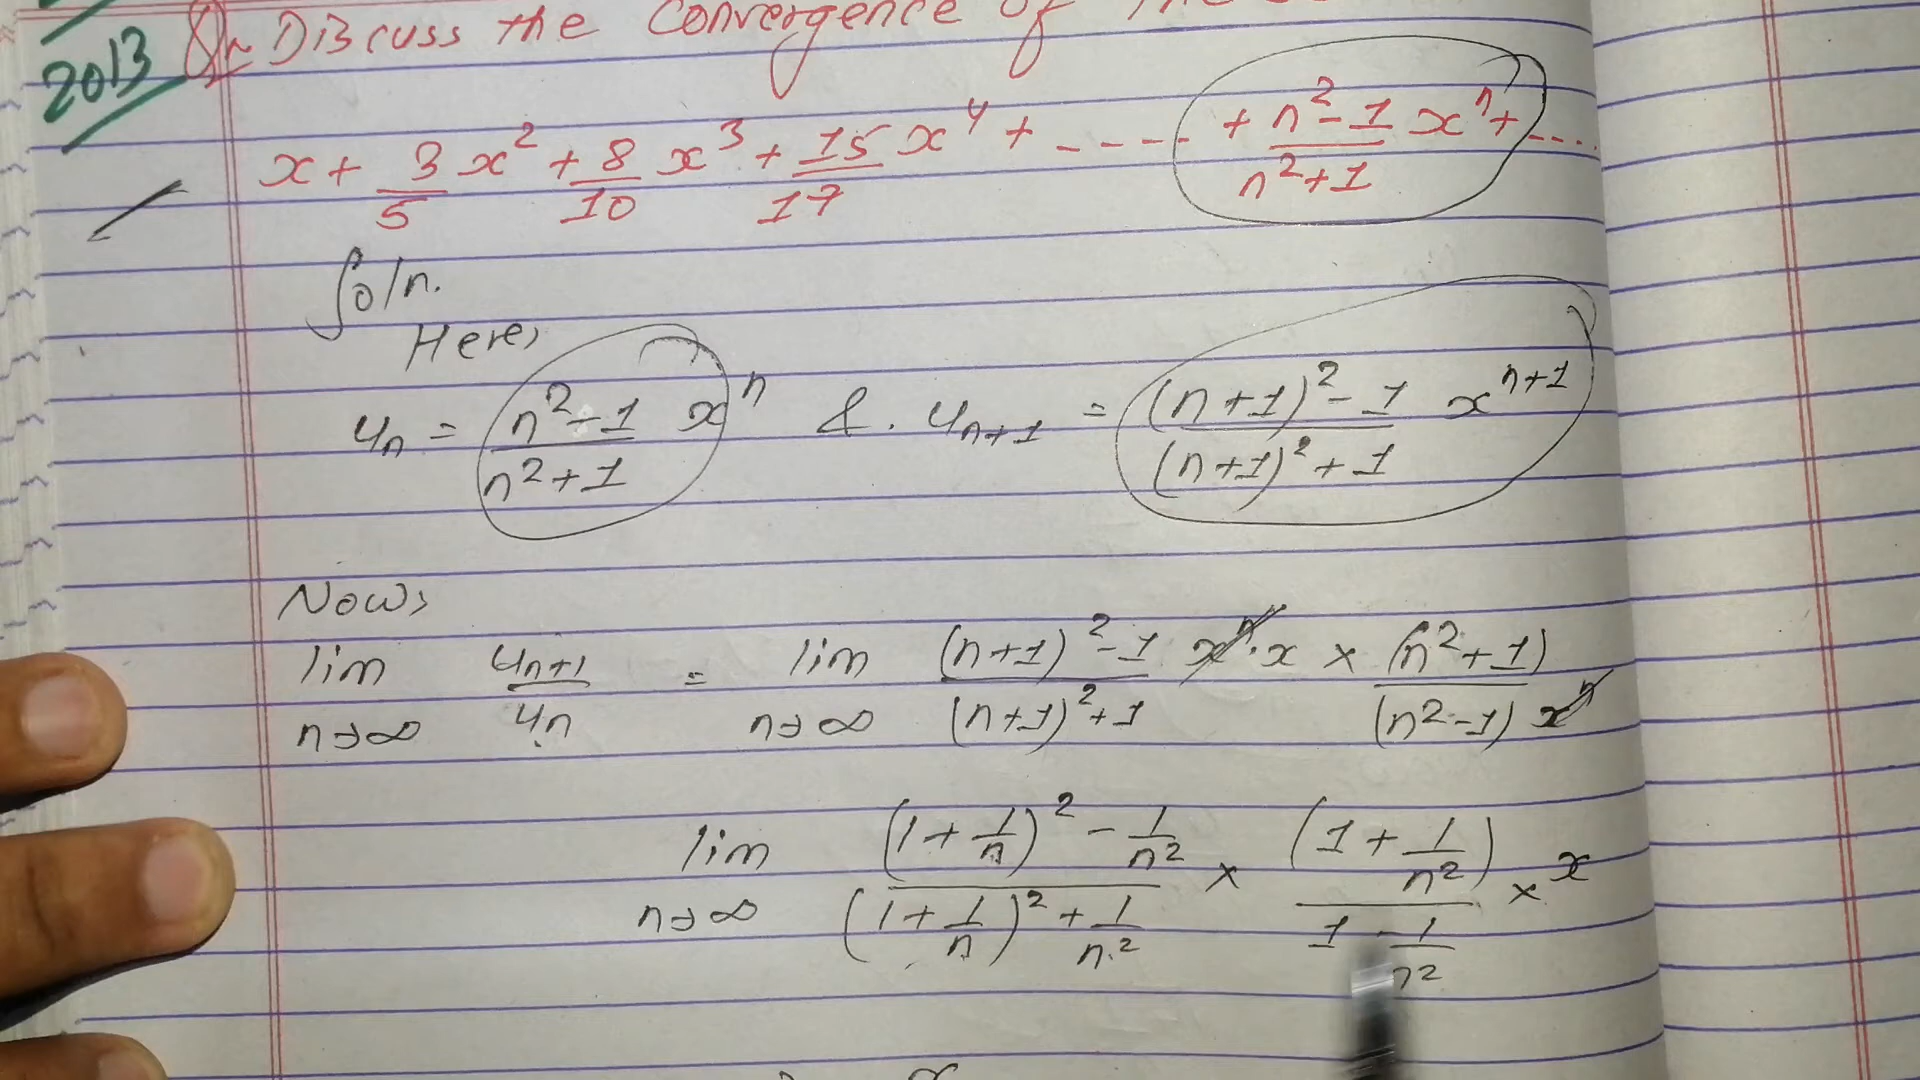 2013 Qn Discuss the Convergence of the
x + 3/5 x² + 8/10 x³ + 15/17 x⁴ + - - - - + n²-1/n²+1 xⁿ + - - - .
Soln.
Here,
uₙ = n²-1/n²+1 xⁿ & . uₙ₊₁ = (n+1)²-1/(n+1)²+1 xⁿ⁺¹
Now,
lim n→∞ uₙ₊₁/uₙ = lim n→∞ (n+1)²-1/(n+1)²+1 xⁿ.x × (n²+1)/(n²-1) xⁿ
lim n→∞ (1+1/n)² - 1/n²/(1+1/n)² + 1/n² × (1+1/n²)/1-1/n² × x